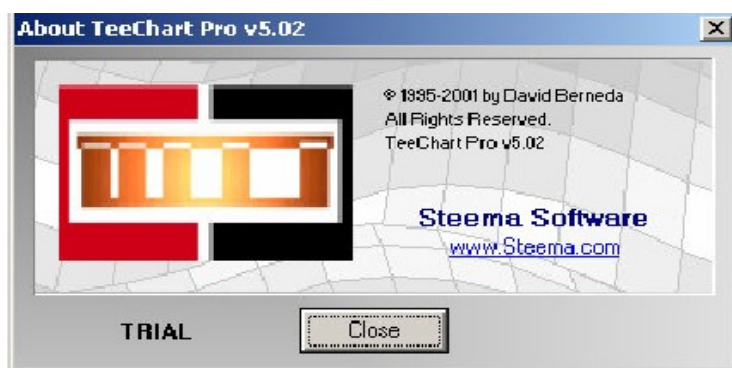 About TeeChart Pro v5.02
© 1995-2001 by David Berneda
All Rights Reserved.
TeeChart Pro v5.02
Steema Software
www.Steema.com
TRIAL
Close